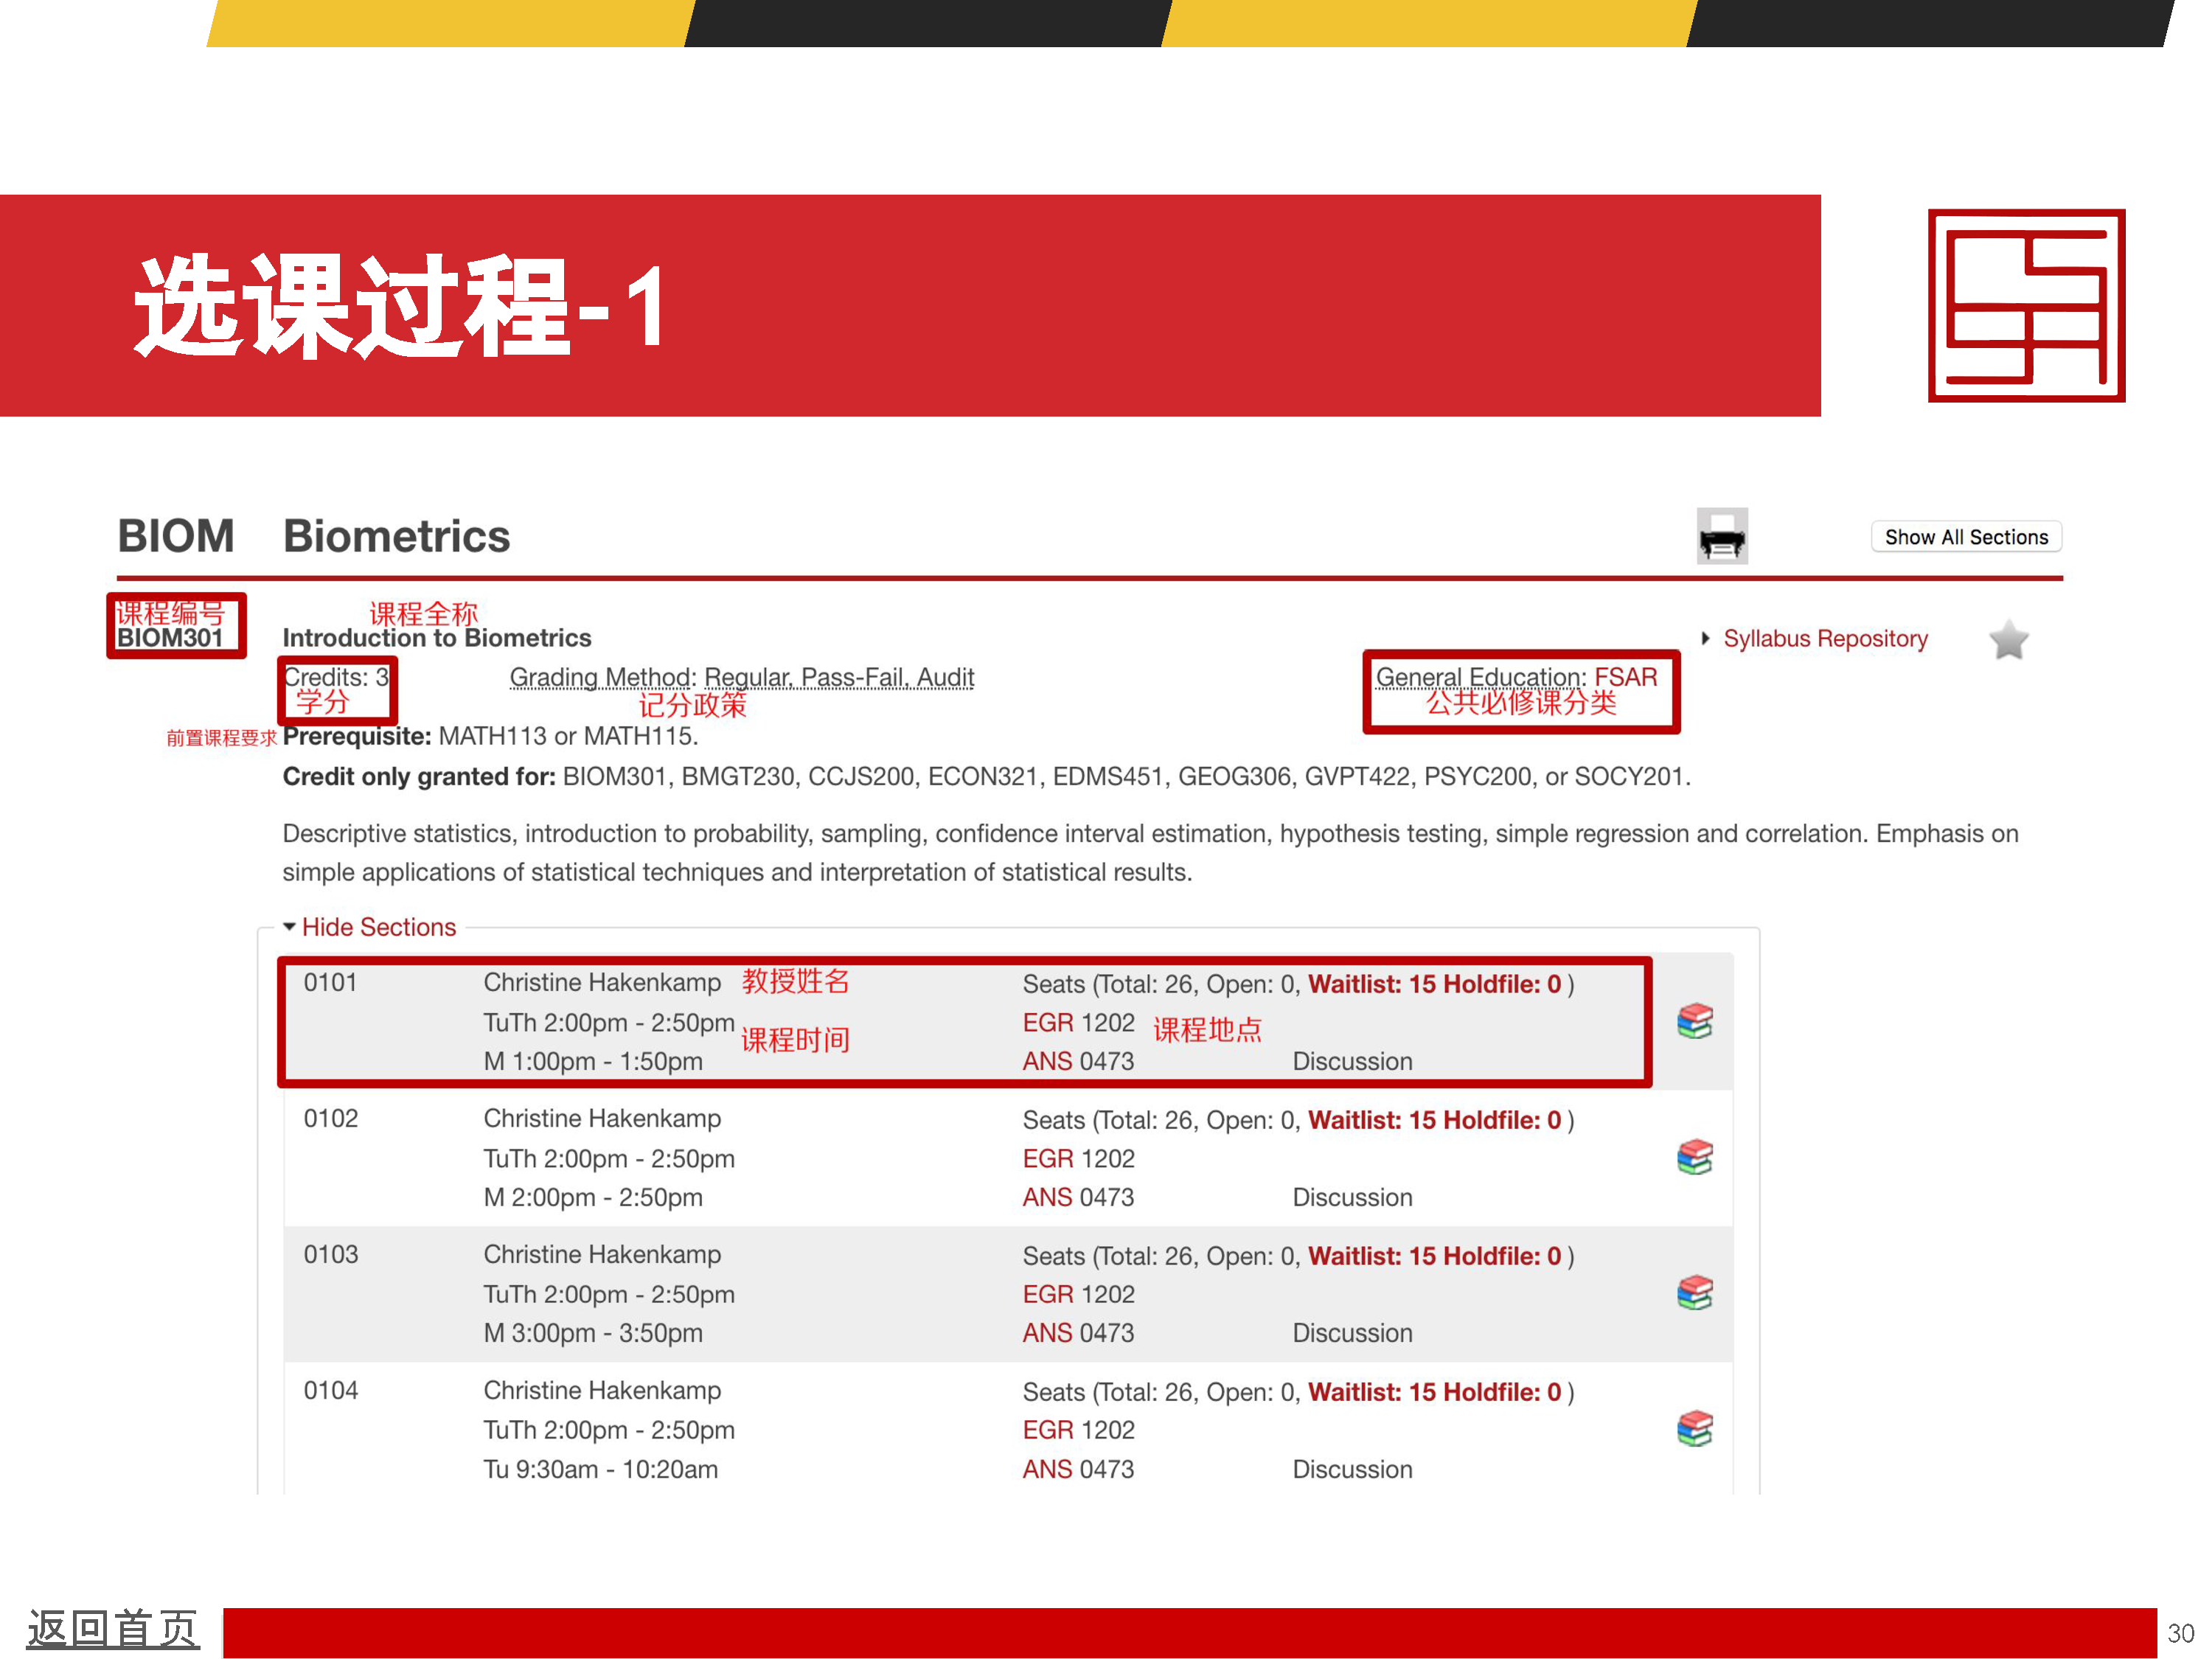 选课过程-1
BIOM Biometrics Show All Sections
课程编号 课程全称
BIOM301 Introduction to Biometrics Syllabus Repository
Credits: 3 Grading Method: Regular, Pass-Fail, Audit General Education: FSAR
学分 记分政策 公共必修课分类
前置课程要求 Prerequisite: MATH113 or MATH115.
Credit only granted for: BIOM301, BMGT230, CCJS200, ECON321, EDMS451, GEOG306, GVPT422, PSYC200, or SOCY201.
Descriptive statistics, introduction to probability, sampling, confidence interval estimation, hypothesis testing, simple regression and correlation. Emphasis on
simple applications of statistical techniques and interpretation of statistical results.
Hide Sections
0101 Christine Hakenkamp 教授姓名 Seats (Total: 26, Open: 0, Waitlist: 15 Holdfile: 0 )
TuTh 2:00pm - 2:50pm 课程时间 EGR 1202 课程地点
M 1:00pm - 1:50pm ANS 0473 Discussion
0102 Christine Hakenkamp Seats (Total: 26, Open: 0, Waitlist: 15 Holdfile: 0 )
TuTh 2:00pm - 2:50pm EGR 1202
M 2:00pm - 2:50pm ANS 0473 Discussion
0103 Christine Hakenkamp Seats (Total: 26, Open: 0, Waitlist: 15 Holdfile: 0 )
TuTh 2:00pm - 2:50pm EGR 1202
M 3:00pm - 3:50pm ANS 0473 Discussion
0104 Christine Hakenkamp Seats (Total: 26, Open: 0, Waitlist: 15 Holdfile: 0 )
TuTh 2:00pm - 2:50pm EGR 1202
Tu 9:30am - 10:20am ANS 0473 Discussion
返回首页 30